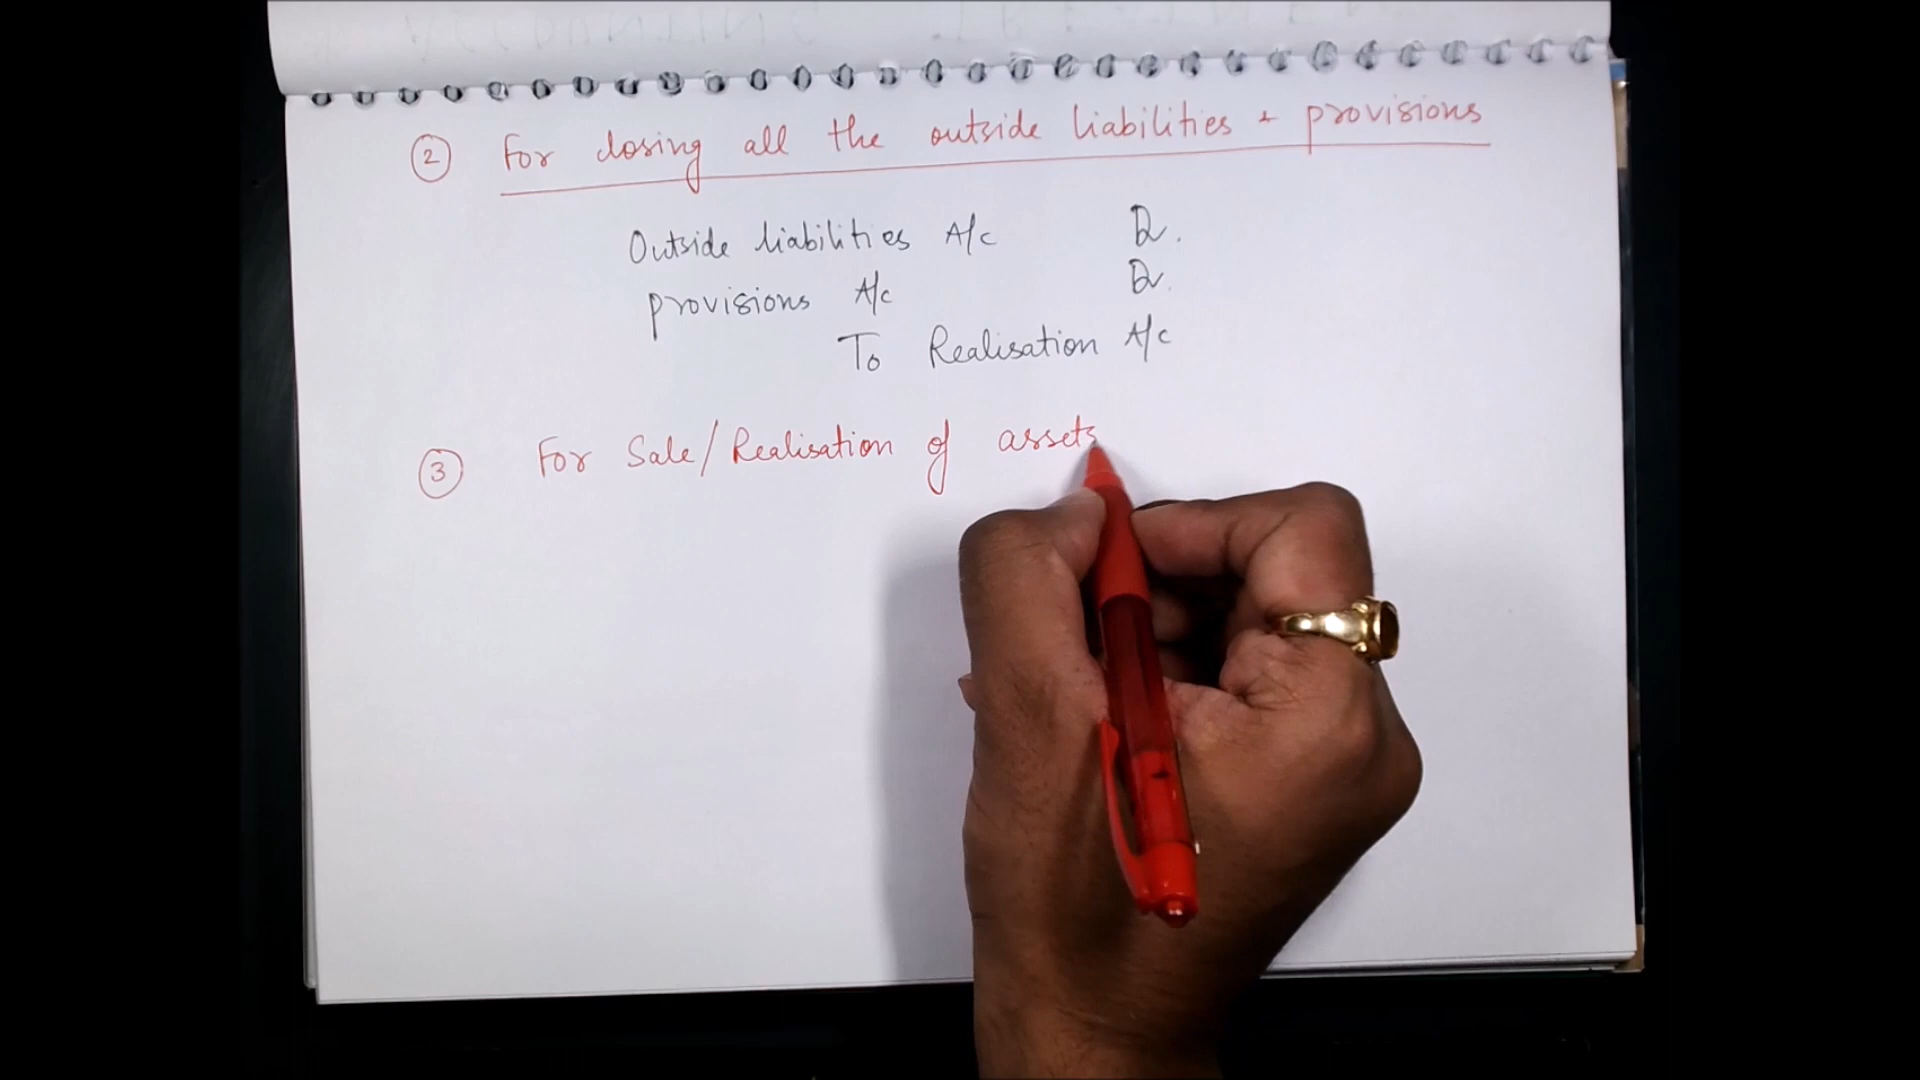 ② For closing all the outside liabilities & provisions
Outside liabilities A/c Dr.
provisions A/c Dr.
To Realisation A/c
③ For Sale/Realisation of assets